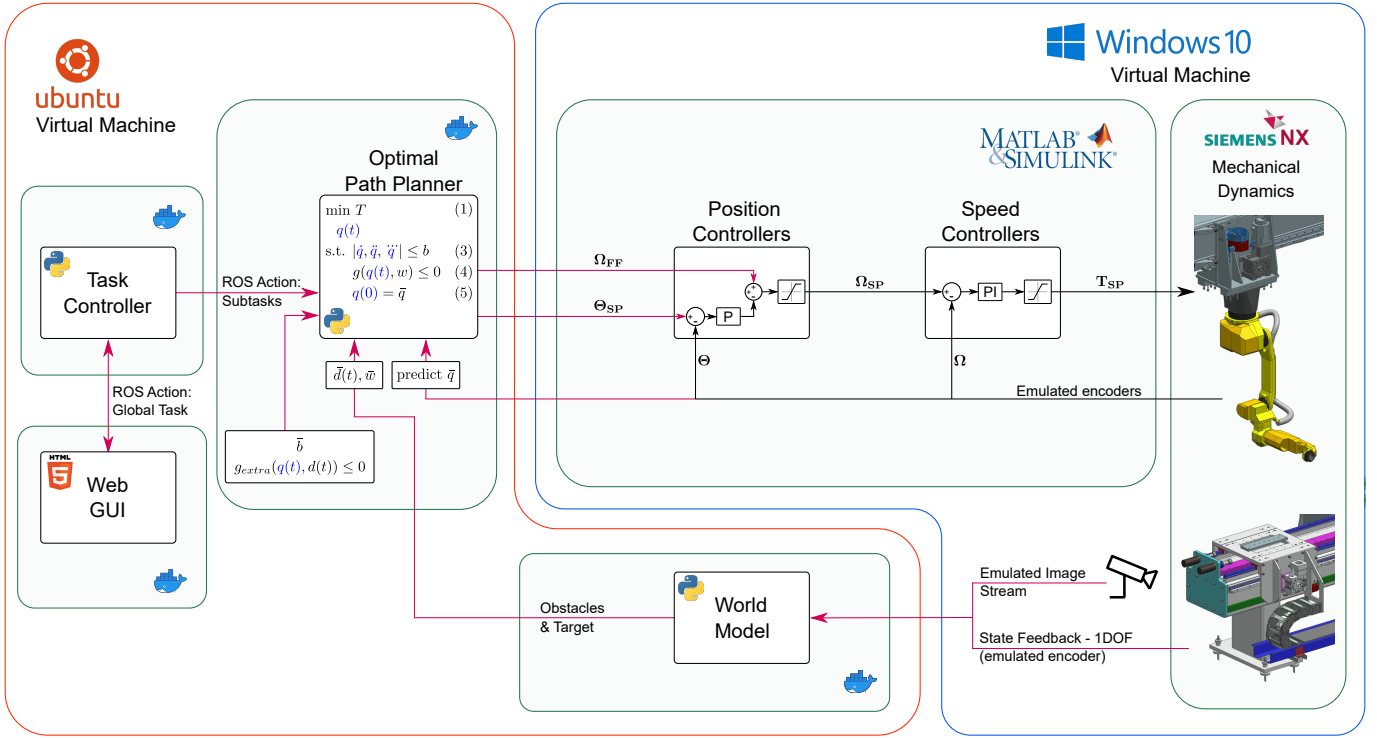 ubuntu
Virtual Machine
Windows 10
Virtual Machine
Optimal
Path Planner
min T (1)
q(t)
s.t. |q̇, q̈, q⃛| ≤ b (3)
g(q(t), w) ≤ 0 (4)
q(0) = q̄ (5)
d̄(t), w̄
predict q̄
b̄
g_extra(q(t), d(t)) ≤ 0
Task
Controller
ROS Action:
Subtasks
ROS Action:
Global Task
HTML
5
Web
GUI
MATLAB®
&SIMULINK®
Position
Controllers
Speed
Controllers
Ω_FF
Θ_SP
+
-
P
+
-
Θ
Ω_SP
+
-
PI
Ω
T_SP
Emulated encoders
SIEMENS NX
Mechanical
Dynamics
Obstacles
& Target
World
Model
Emulated Image
Stream
State Feedback - 1DOF
(emulated encoder)